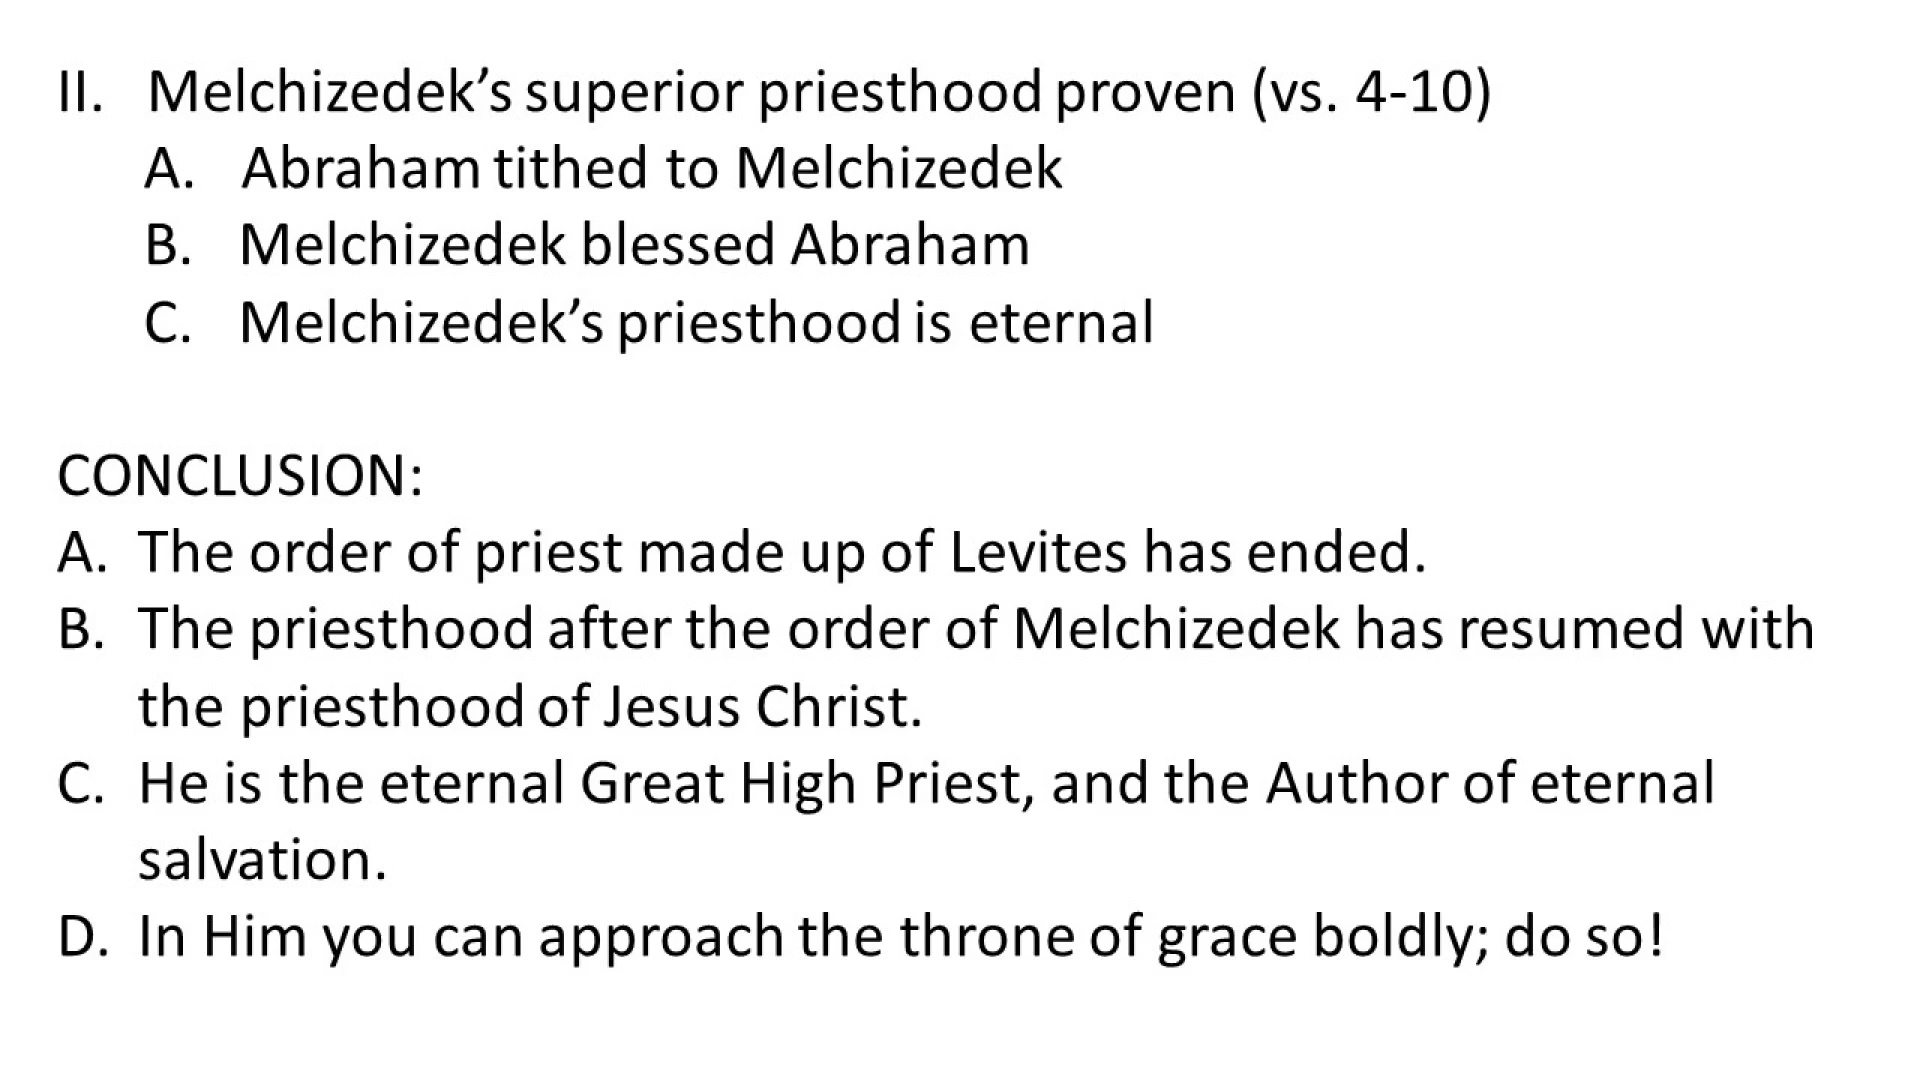 II. Melchizedek’s superior priesthood proven (vs. 4-10)
A. Abraham tithed to Melchizedek
B. Melchizedek blessed Abraham
C. Melchizedek’s priesthood is eternal
CONCLUSION:
A. The order of priest made up of Levites has ended.
B. The priesthood after the order of Melchizedek has resumed with
the priesthood of Jesus Christ.
C. He is the eternal Great High Priest, and the Author of eternal
salvation.
D. In Him you can approach the throne of grace boldly; do so!